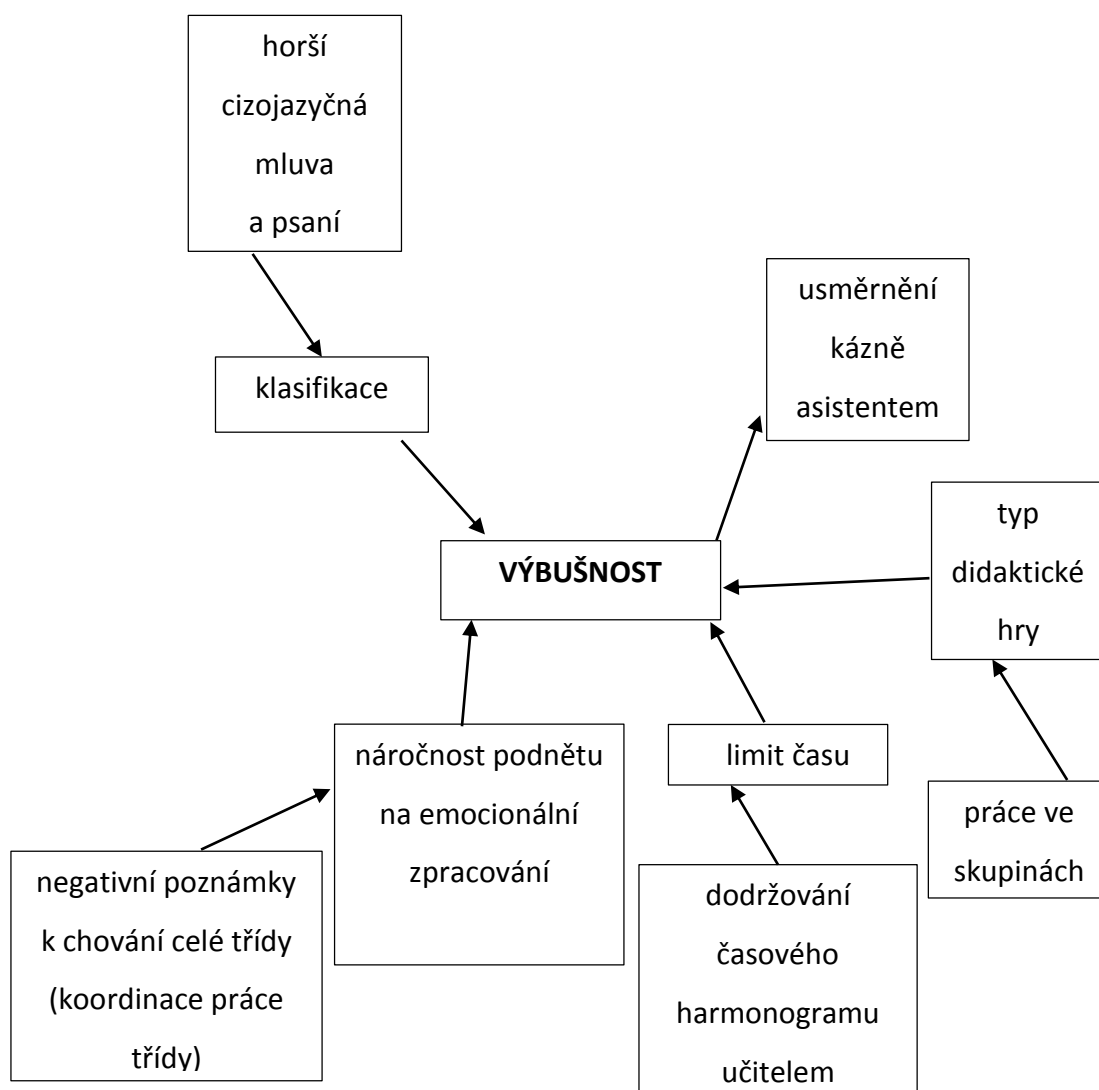 horší
cizojazyčná
mluva
a psaní
usměrnění
kázně
asistentem
klasifikace
typ
didaktické
hry
VÝBUŠNOST
náročnost podnětu
na emocionální
zpracování
limit času
práce ve
skupinách
negativní poznámky
k chování celé třídy
(koordinace práce
třídy)
dodržování
časového
harmonogramu
učitelem